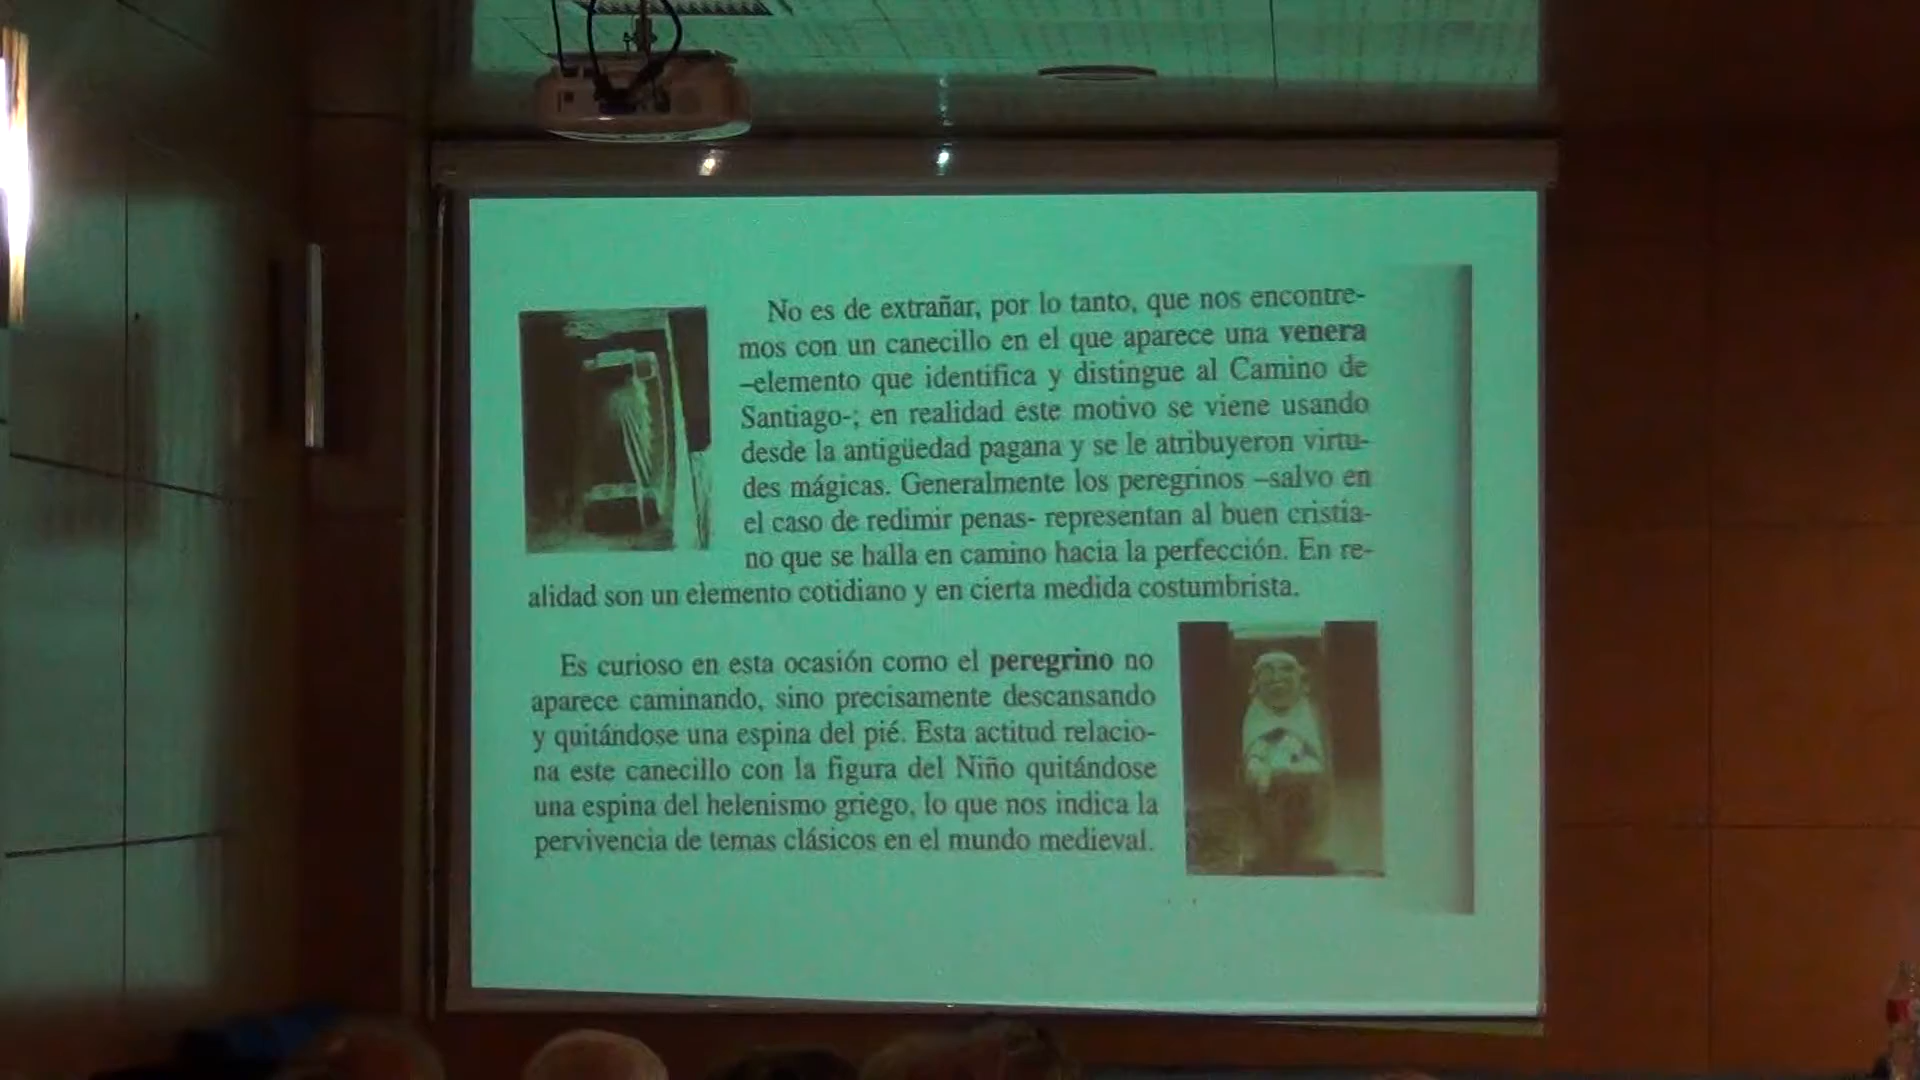 No es de extrañar, por lo tanto, que nos encontre-
mos con un canecillo en el que aparece una venera
–elemento que identifica y distingue al Camino de
Santiago-; en realidad este motivo se viene usando
desde la antigüedad pagana y se le atribuyeron virtu-
des mágicas. Generalmente los peregrinos –salvo en
el caso de redimir penas- representan al buen cristia-
no que se halla en camino hacia la perfección. En re-
alidad son un elemento cotidiano y en cierta medida costumbrista.
Es curioso en esta ocasión como el peregrino no
aparece caminando, sino precisamente descansando
y quitándose una espina del pié. Esta actitud relacio-
na este canecillo con la figura del Niño quitándose
una espina del helenismo griego, lo que nos indica la
pervivencia de temas clásicos en el mundo medieval.